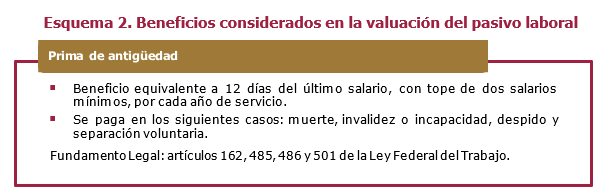 Esquema 2. Beneficios considerados en la valuación del pasivo laboral
Prima de antigüedad
▪ Beneficio equivalente a 12 días del último salario, con tope de dos salarios
mínimos, por cada año de servicio.
▪ Se paga en los siguientes casos: muerte, invalidez o incapacidad, despido y
separación voluntaria.
Fundamento Legal: artículos 162, 485, 486 y 501 de la Ley Federal del Trabajo.